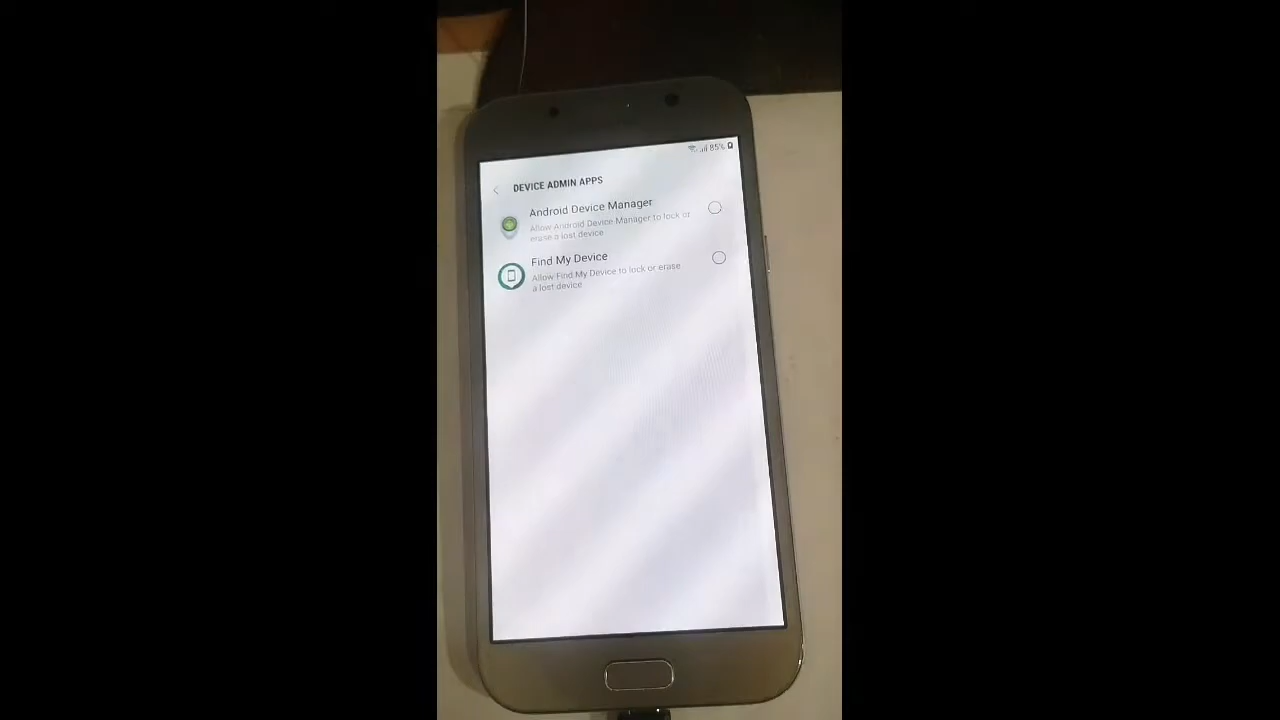 85%
DEVICE ADMIN APPS
Android Device Manager
Allow Android Device Manager to lock or
erase a lost device
Find My Device
Allow Find My Device to lock or erase
a lost device